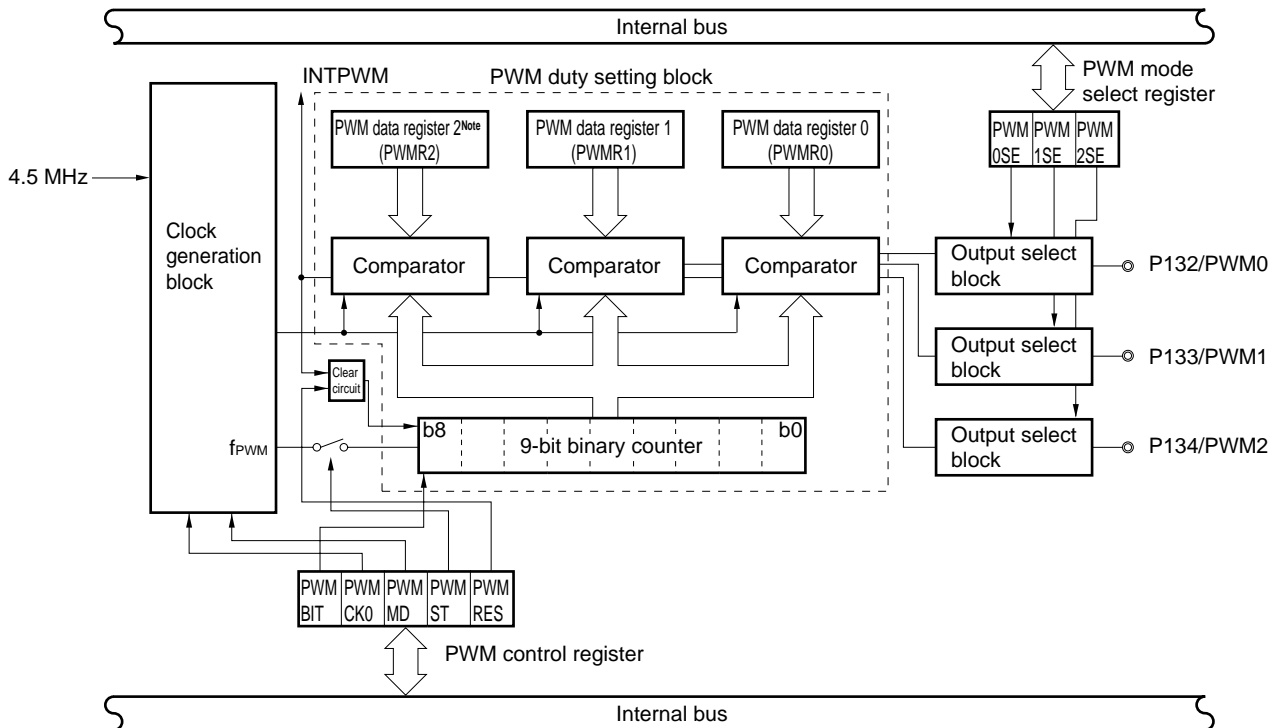 Internal bus
INTPWM
PWM duty setting block
PWM mode
select register
PWM data register 2Note
(PWMR2)
PWM data register 1
(PWMR1)
PWM data register 0
(PWMR0)
PWM PWM PWM
0SE 1SE 2SE
4.5 MHz
Clock
generation
block
Comparator
Comparator
Comparator
Output select
block
P132/PWM0
Output select
block
P133/PWM1
Clear
circuit
b8
9-bit binary counter
b0
fPWM
Output select
block
P134/PWM2
PWM PWM PWM PWM PWM
BIT CK0 MD ST RES
PWM control register
Internal bus